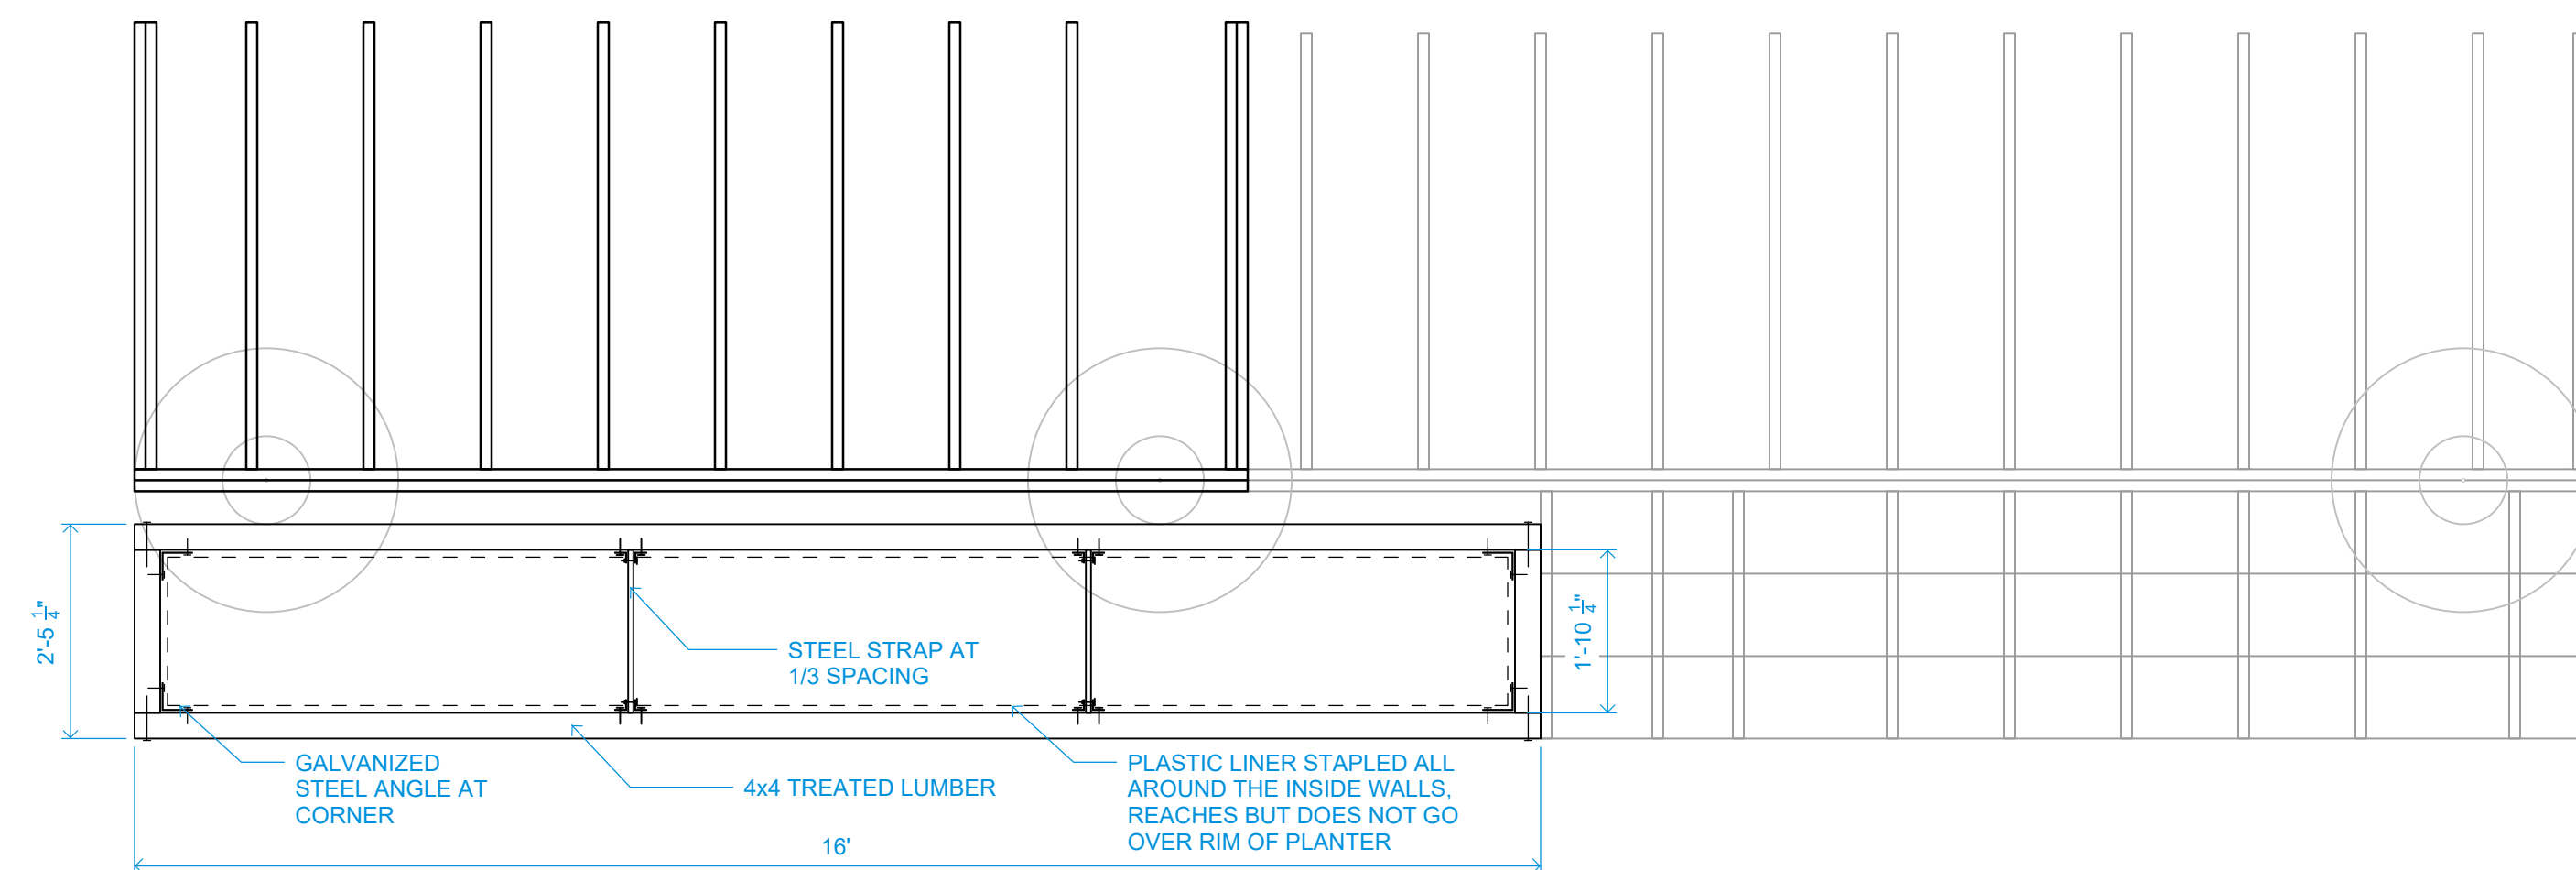 2'-5 1/4"
1'-10 1/4"
STEEL STRAP AT
1/3 SPACING
GALVANIZED
STEEL ANGLE AT
CORNER
4x4 TREATED LUMBER
PLASTIC LINER STAPLED ALL
AROUND THE INSIDE WALLS,
REACHES BUT DOES NOT GO
OVER RIM OF PLANTER
16'